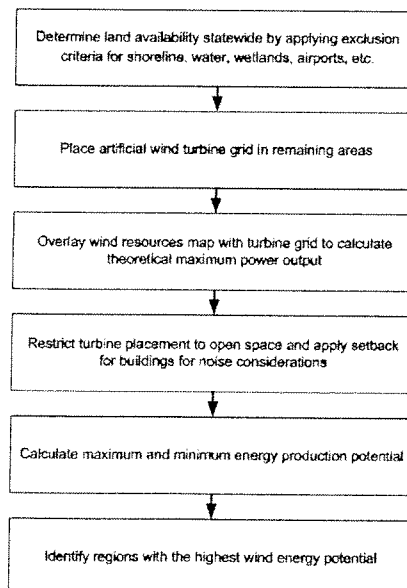 Determine land availability statewide by applying exclusion
criteria for shoreline, water, wetlands, airports, etc.
Place artificial wind turbine grid in remaining areas
Overlay wind resources map with turbine grid to calculate
theoretical maximum power output
Restrict turbine placement to open space and apply setback
for buildings for noise considerations
Calculate maximum and minimum energy production potential
Identify regions with the highest wind energy potential